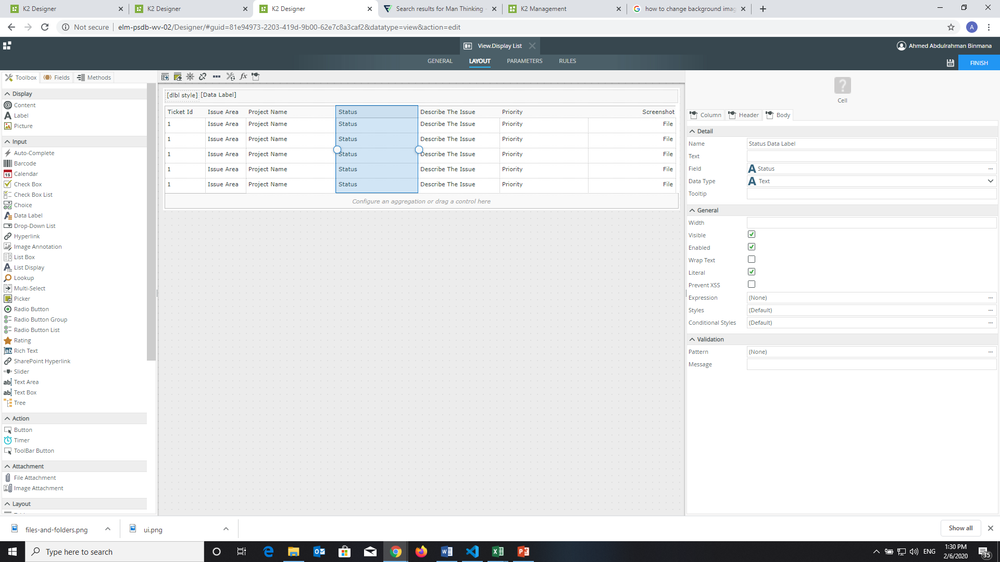 K2 Designer
K2 Designer
K2 Designer
Search results for Man Thinking
K2 Management
how to change background imag
Not secure
elm-psdb-wv-02/Designer/#guid=81e94973-2203-419d-9b00-62e7c8a3caf2&datatype=view&action=edit
A
View.Display List
Ahmed Abdulrahman Binmana
GENERAL LAYOUT PARAMETERS RULES
FINISH
Toolbox Fields Methods
Display
Content
Label
Picture
Input
Auto-Complete
Barcode
Calendar
Check Box
Check Box List
Choice
Data Label
Drop-Down List
Hyperlink
Image Annotation
List Box
List Display
Lookup
Multi-Select
Picker
Radio Button
Radio Button Group
Radio Button List
Rating
Rich Text
SharePoint Hyperlink
Slider
Text Area
Text Box
Tree
Action
Button
Timer
ToolBar Button
Attachment
File Attachment
Image Attachment
Layout
[dlbl style] [Data Label]
Ticket Id Issue Area Project Name Status Describe The Issue Priority Screenshot
1 Issue Area Project Name Status Describe The Issue Priority File
1 Issue Area Project Name Status Describe The Issue Priority File
1 Issue Area Project Name Status Describe The Issue Priority File
1 Issue Area Project Name Status Describe The Issue Priority File
1 Issue Area Project Name Status Describe The Issue Priority File
Configure an aggregation or drag a control here
Cell
Column Header Body
Detail
Name Status Data Label
Text
Field Status
Data Type Text
Tooltip
General
Width
Visible
Enabled
Wrap Text
Literal
Prevent XSS
Expression (None)
Styles (Default)
Conditional Styles (Default)
Validation
Pattern (None)
Message
files-and-folders.png
ui.png
Show all
Type here to search
ENG
1:30 PM
2/6/2020
35